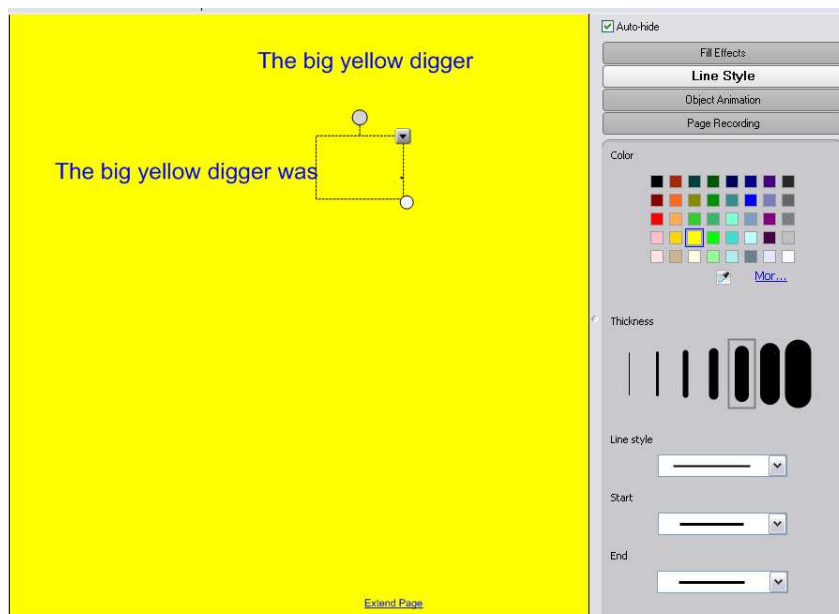 The big yellow digger
The big yellow digger was
Extend Page
Auto-hide
Fill Effects
Line Style
Object Animation
Page Recording
Color
Mor...
Thickness
Line style
Start
End